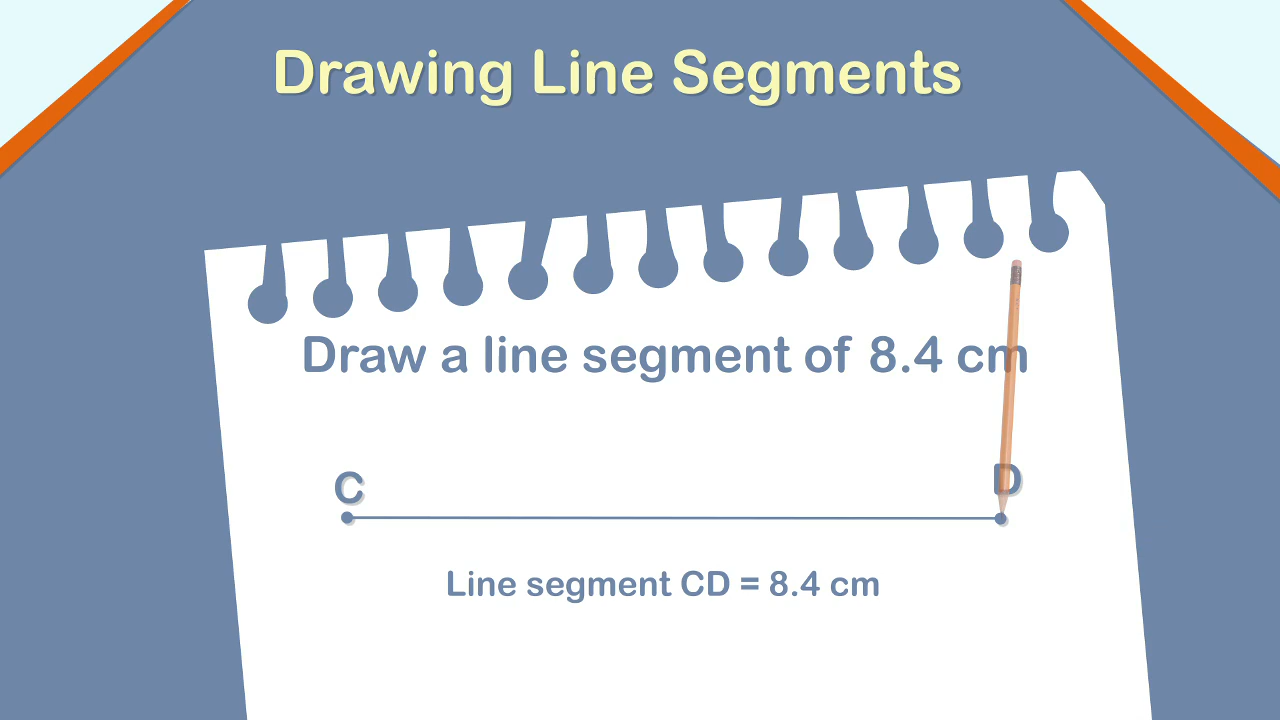 Drawing Line Segments
Draw a line segment of 8.4 cm
C D
Line segment CD = 8.4 cm